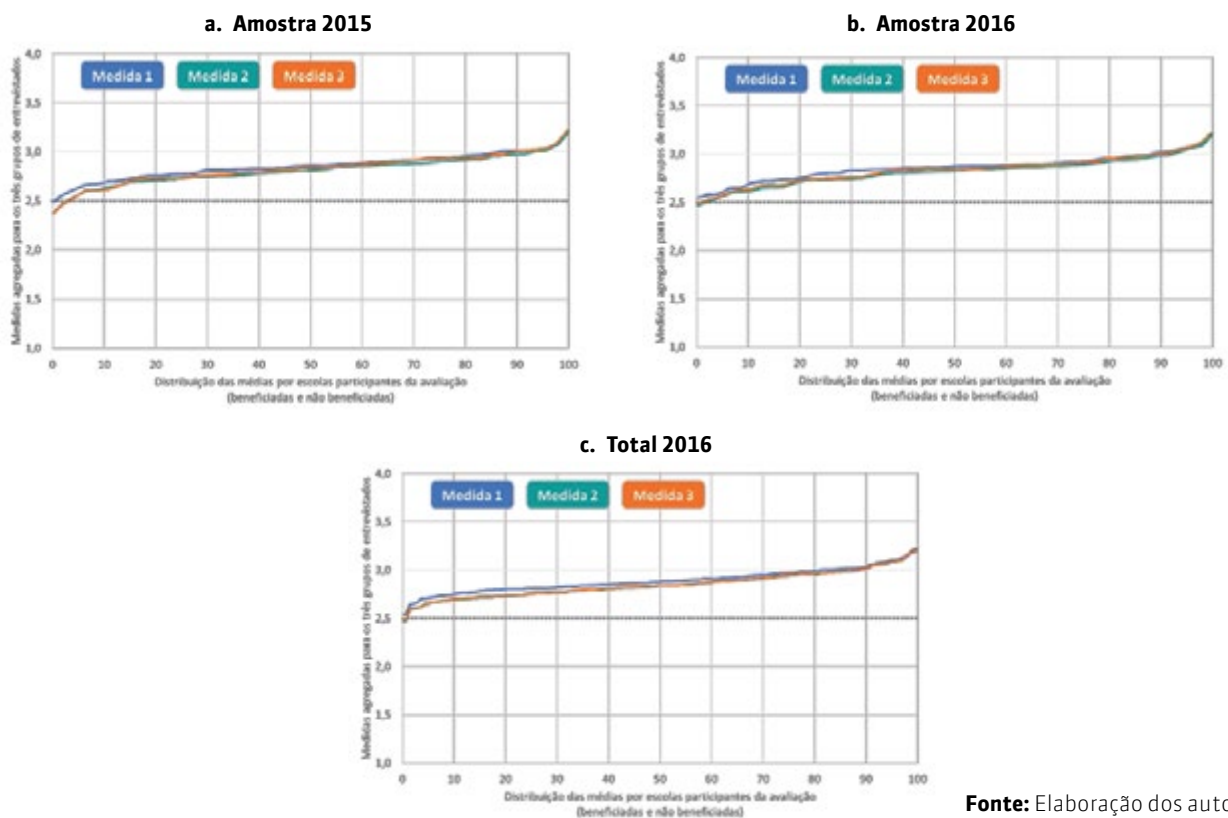 a. Amostra 2015
Medidas agregadas para os três grupos de entrevistados
4,0
3,5
3,0
2,5
2,0
1,5
1,0
Medida 1 Medida 2 Medida 3
0 10 20 30 40 50 60 70 80 90 100
Distribuição das médias por escolas participantes da avaliação
(beneficiadas e não beneficiadas)
b. Amostra 2016
Medidas agregadas para os três grupos de entrevistados
4,0
3,5
3,0
2,5
2,0
1,5
1,0
Medida 1 Medida 2 Medida 3
0 10 20 30 40 50 60 70 80 90 100
Distribuição das médias por escolas participantes da avaliação
(beneficiadas e não beneficiadas)
c. Total 2016
Medidas agregadas para os três grupos de entrevistados
4,0
3,5
3,0
2,5
2,0
1,5
1,0
Medida 1 Medida 2 Medida 3
0 10 20 30 40 50 60 70 80 90 100
Distribuição das médias por escolas participantes da avaliação
(beneficiadas e não beneficiadas)
Fonte: Elaboração dos auto